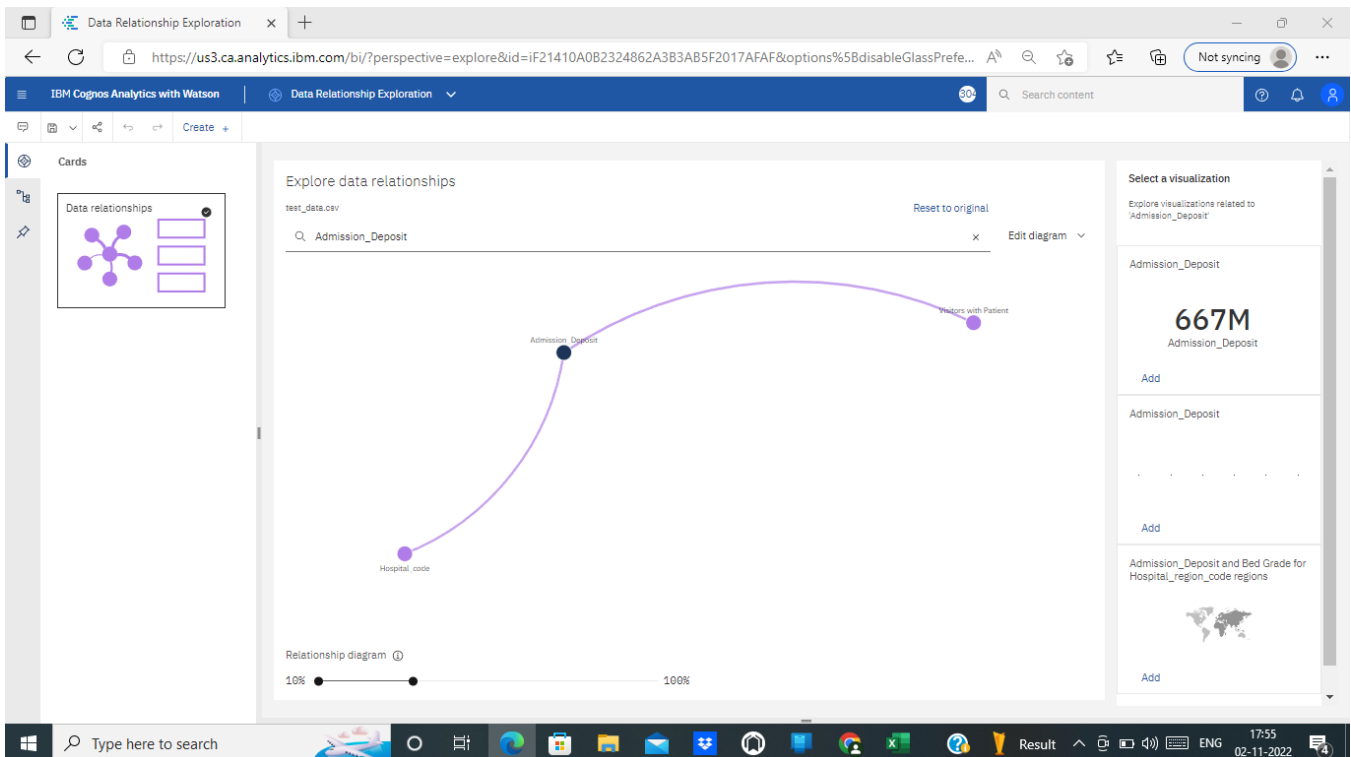 Data Relationship Exploration
https://us3.ca.analytics.ibm.com/bi/?perspective=explore&id=iF21410A0B2324862A3B3AB5F2017AFAF&options%5BdisableGlassPrefe...
Not syncing
IBM Cognos Analytics with Watson
Data Relationship Exploration
304
Search content
Create +
Cards
Data relationships
Explore data relationships
test_data.csv
Reset to original
Admission_Deposit
Edit diagram
Visitors with Patient
Admission_Deposit
Hospital_code
Relationship diagram
10%
100%
Select a visualization
Explore visualizations related to
'Admission_Deposit'
Admission_Deposit
667M
Admission_Deposit
Add
Admission_Deposit
Add
Admission_Deposit and Bed Grade for
Hospital_region_code regions
Add
Type here to search
Result
ENG
17:55
02-11-2022
4